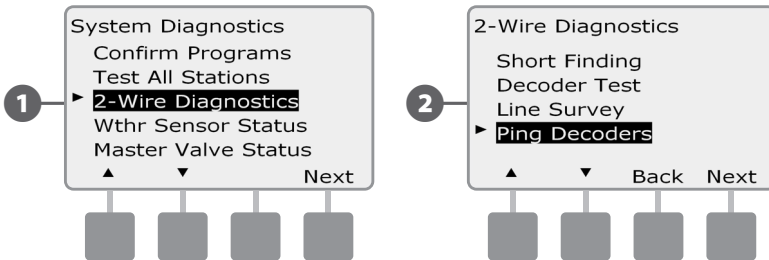 System Diagnostics
Confirm Programs
Test All Stations
1
► 2-Wire Diagnostics
Wthr Sensor Status
Master Valve Status
▲ ▼ Next
2-Wire Diagnostics
Short Finding
Decoder Test
2
Line Survey
► Ping Decoders
▲ ▼ Back Next